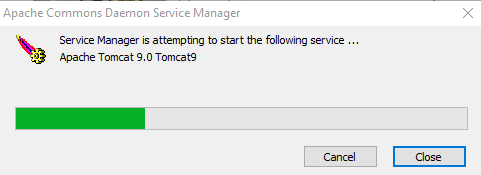 Apache Commons Daemon Service Manager
Service Manager is attempting to start the following service ...
Apache Tomcat 9.0 Tomcat9
Cancel
Close